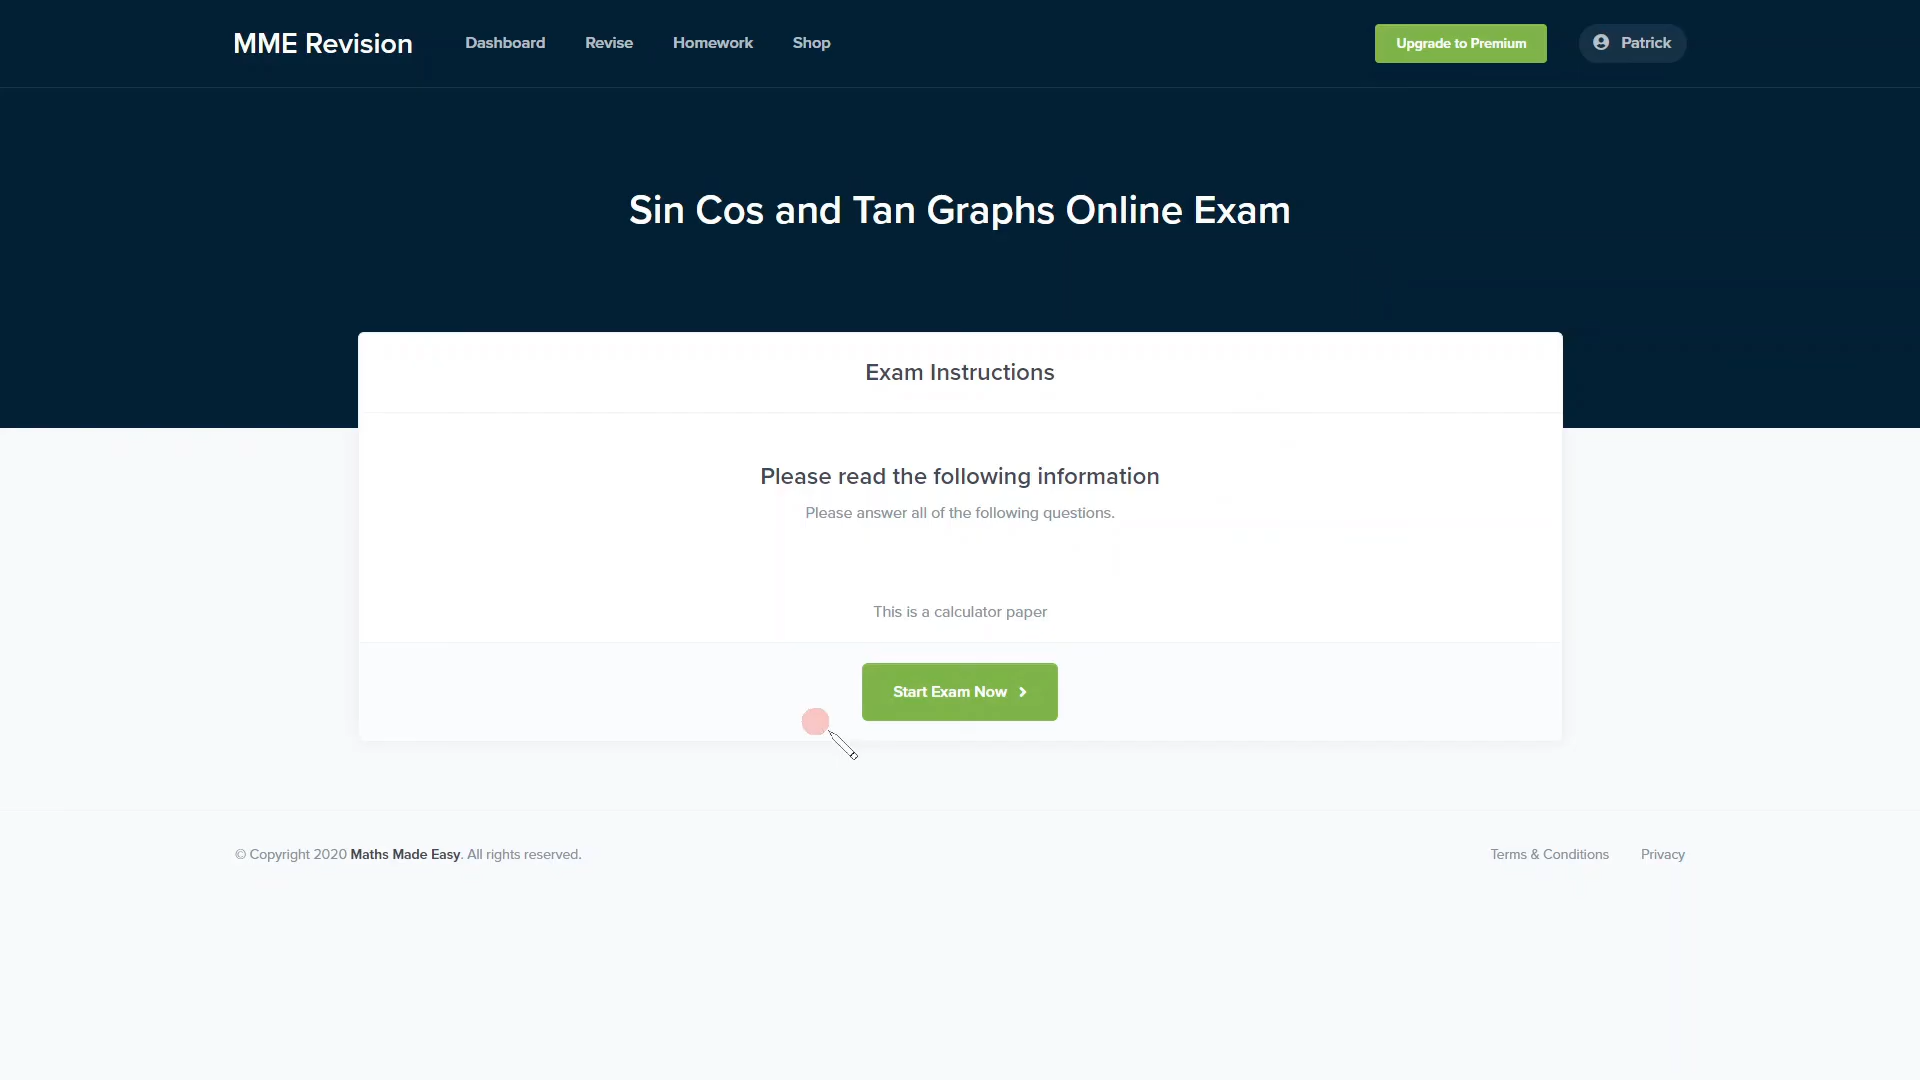 MME Revision
Dashboard
Revise
Homework
Shop
Upgrade to Premium
Patrick
Sin Cos and Tan Graphs Online Exam
Exam Instructions
Please read the following information
Please answer all of the following questions.
This is a calculator paper
Start Exam Now
© Copyright 2020 Maths Made Easy. All rights reserved.
Terms & Conditions
Privacy